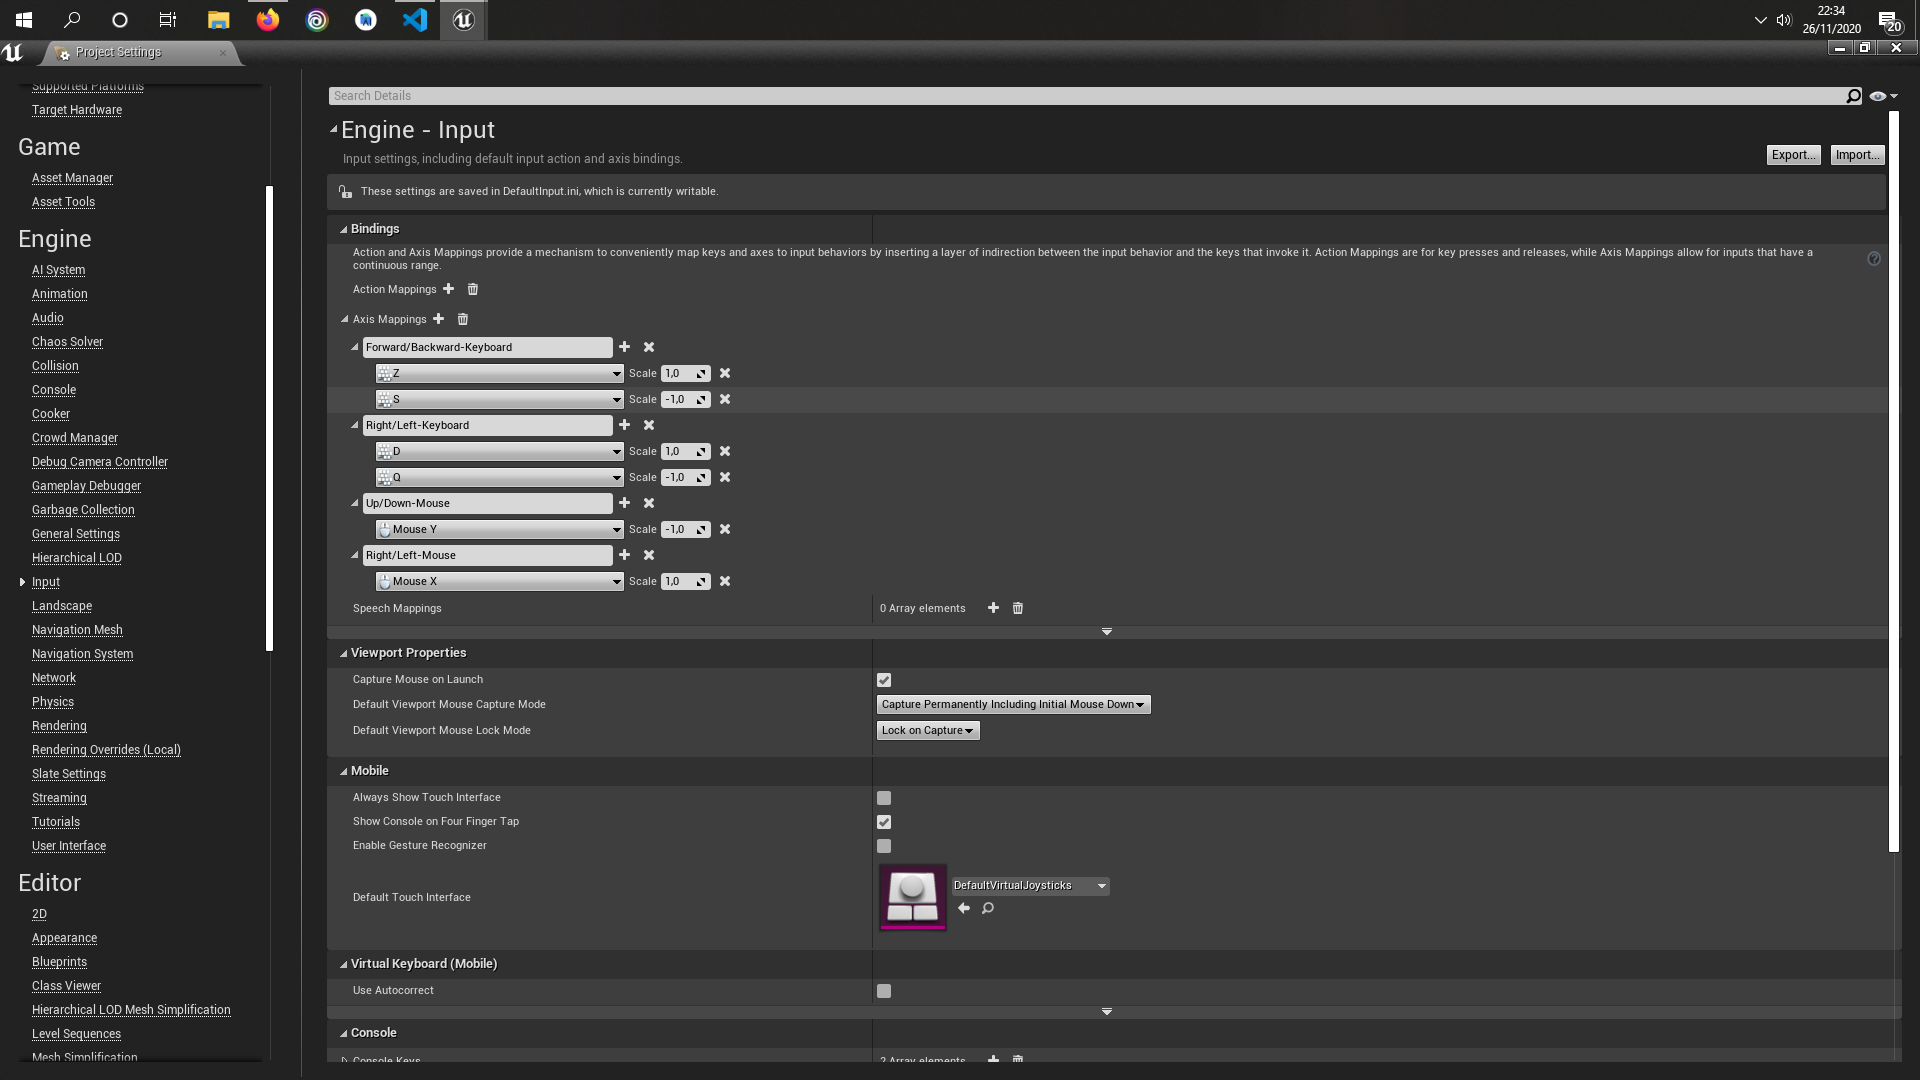 22:34
26/11/2020
20
Project Settings
Supported Platforms
Target Hardware
Game
Asset Manager
Asset Tools
Engine
AI System
Animation
Audio
Chaos Solver
Collision
Console
Cooker
Crowd Manager
Debug Camera Controller
Gameplay Debugger
Garbage Collection
General Settings
Hierarchical LOD
Input
Landscape
Navigation Mesh
Navigation System
Network
Physics
Rendering
Rendering Overrides (Local)
Slate Settings
Streaming
Tutorials
User Interface
Editor
2D
Appearance
Blueprints
Class Viewer
Hierarchical LOD Mesh Simplification
Level Sequences
Mesh Simplification
Search Details
Engine - Input
Input settings, including default input action and axis bindings.
Export... Import...
These settings are saved in DefaultInput.ini, which is currently writable.
Bindings
Action and Axis Mappings provide a mechanism to conveniently map keys and axes to input behaviors by inserting a layer of indirection between the input behavior and the keys that invoke it. Action Mappings are for key presses and releases, while Axis Mappings allow for inputs that have a
continuous range.
Action Mappings
Axis Mappings
Forward/Backward-Keyboard
Z Scale 1,0
S Scale -1,0
Right/Left-Keyboard
D Scale 1,0
Q Scale -1,0
Up/Down-Mouse
Mouse Y Scale -1,0
Right/Left-Mouse
Mouse X Scale 1,0
Speech Mappings 0 Array elements
Viewport Properties
Capture Mouse on Launch
Default Viewport Mouse Capture Mode Capture Permanently Including Initial Mouse Down
Default Viewport Mouse Lock Mode Lock on Capture
Mobile
Always Show Touch Interface
Show Console on Four Finger Tap
Enable Gesture Recognizer
Default Touch Interface DefaultVirtualJoysticks
Virtual Keyboard (Mobile)
Use Autocorrect
Console
Console Keys 2 Array elements